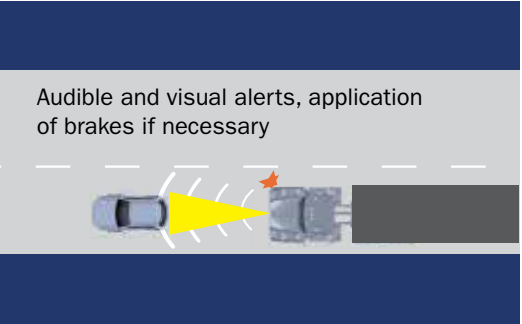 Audible and visual alerts, application
of brakes if necessary